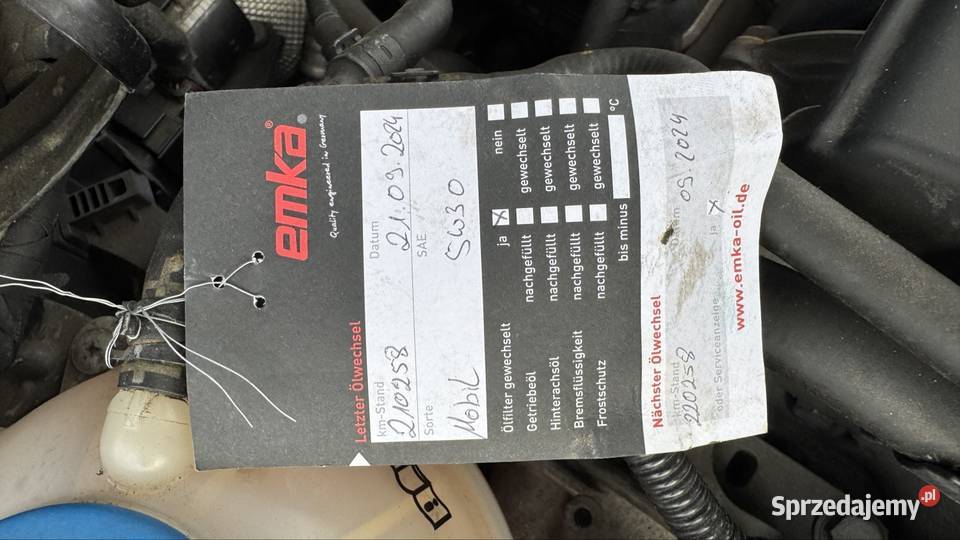 emka®
Quality engineered in Germany
Letzter Ölwechsel
km-Stand: Datum
210258 21.09.2024
Sorte SAE
Mobil 5W30
ja nein
Ölfilter gewechselt X
Getriebeöl nachgefüllt gewechselt
Hinterachsöl nachgefüllt gewechselt
Bremsflüssigkeit nachgefüllt gewechselt
Frostschutz nachgefüllt gewechselt
bis minus °C
Nächster Ölwechsel
km-Stand: Datum
220258 09.2024
oder Serviceanzeige ja X
www.emka-oil.de
Sprzedajemy.pl